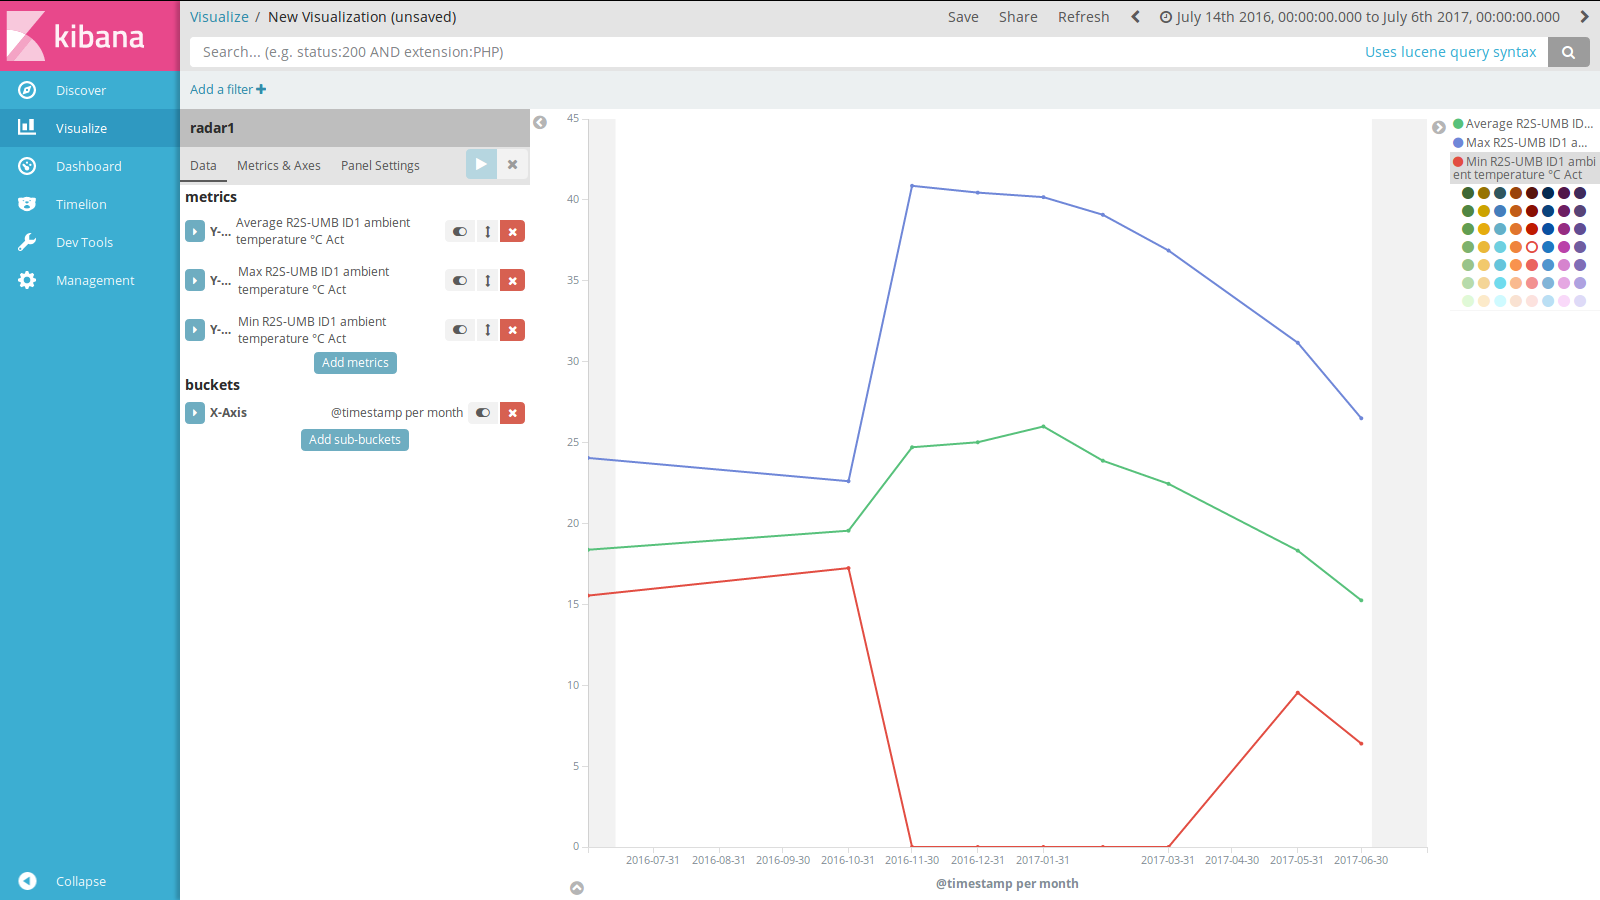 kibana
Discover
Visualize
Dashboard
Timelion
Dev Tools
Management
Collapse
Visualize / New Visualization (unsaved)
Save Share Refresh July 14th 2016, 00:00:00.000 to July 6th 2017, 00:00:00.000
Search... (e.g. status:200 AND extension:PHP) Uses lucene query syntax
Add a filter
radar1
Data Metrics & Axes Panel Settings
metrics
Y-... Average R2S-UMB ID1 ambient
temperature °C Act
Y-... Max R2S-UMB ID1 ambient
temperature °C Act
Y-... Min R2S-UMB ID1 ambient
temperature °C Act
Add metrics
buckets
X-Axis @timestamp per month
Add sub-buckets
45
40
35
30
25
20
15
10
5
0
2016-07-31 2016-08-31 2016-09-30 2016-10-31 2016-11-30 2016-12-31 2017-01-31 2017-03-31 2017-04-30 2017-05-31 2017-06-30
@timestamp per month
Average R2S-UMB ID...
Max R2S-UMB ID1 a...
Min R2S-UMB ID1 ambi
ent temperature °C Act